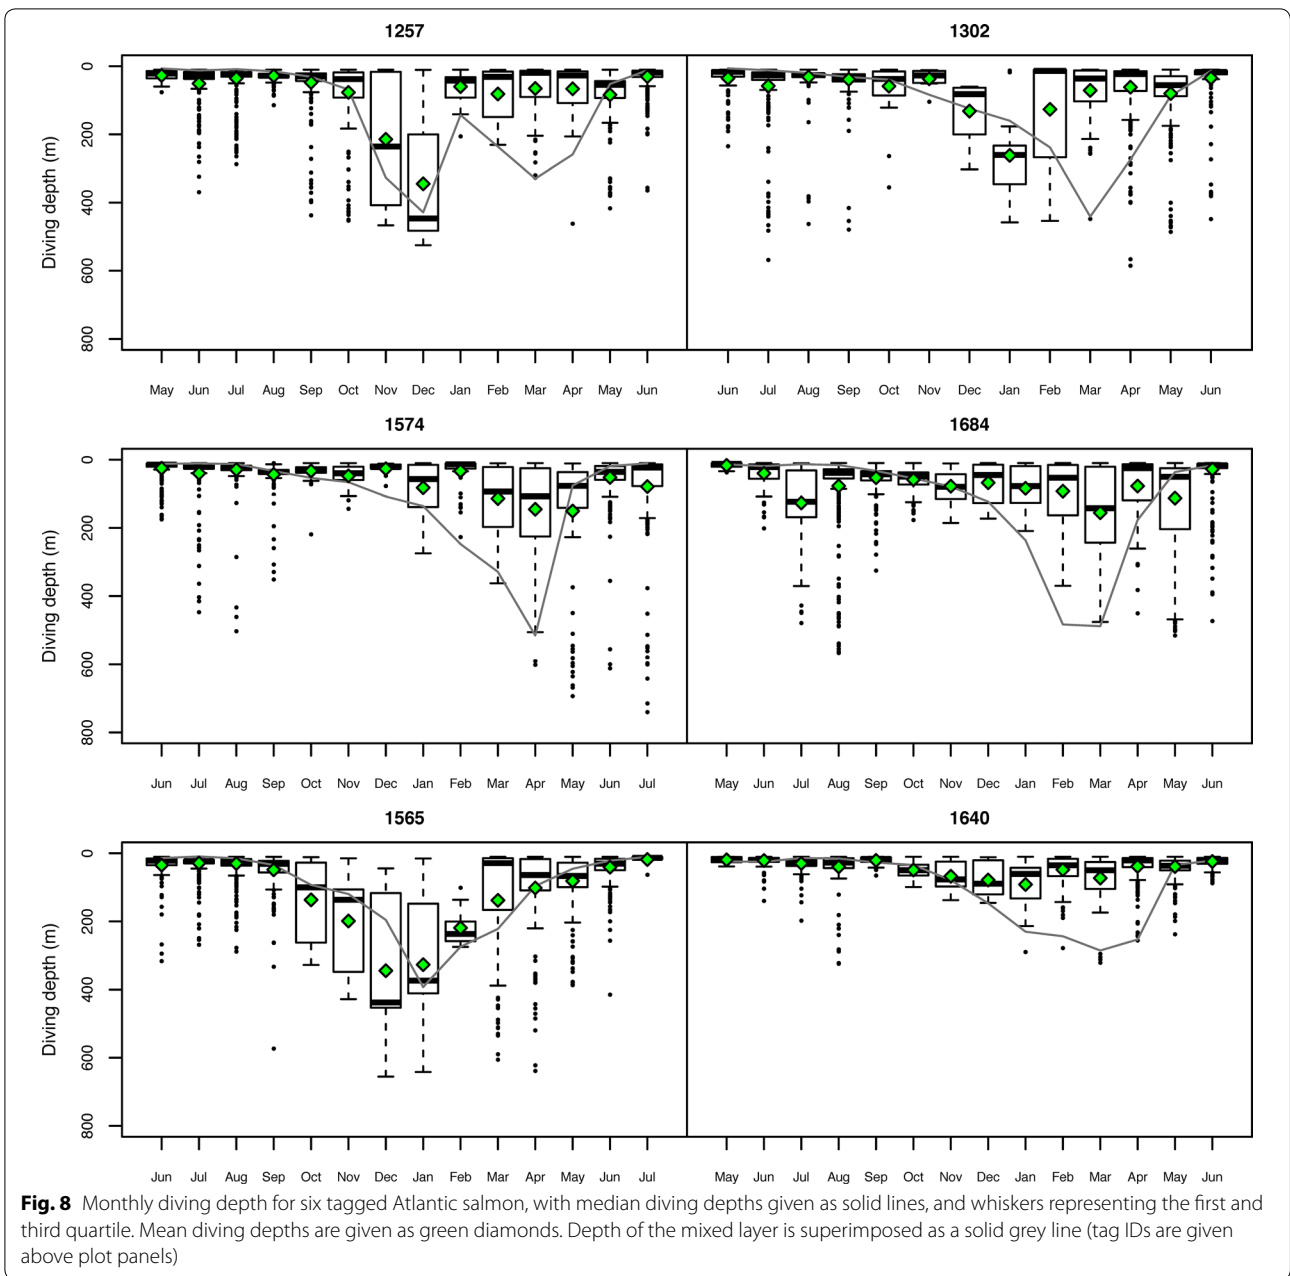 1257
1302
Diving depth (m)
0
200
400
600
800
May Jun Jul Aug Sep Oct Nov Dec Jan Feb Mar Apr May Jun
Jun Jul Aug Sep Oct Nov Dec Jan Feb Mar Apr May Jun
1574
1684
Diving depth (m)
0
200
400
600
800
Jun Jul Aug Sep Oct Nov Dec Jan Feb Mar Apr May Jun Jul
May Jun Jul Aug Sep Oct Nov Dec Jan Feb Mar Apr May Jun
1565
1640
Diving depth (m)
0
200
400
600
800
Jun Jul Aug Sep Oct Nov Dec Jan Feb Mar Apr May Jun Jul
May Jun Jul Aug Sep Oct Nov Dec Jan Feb Mar Apr May Jun
Fig. 8 Monthly diving depth for six tagged Atlantic salmon, with median diving depths given as solid lines, and whiskers representing the first and
third quartile. Mean diving depths are given as green diamonds. Depth of the mixed layer is superimposed as a solid grey line (tag IDs are given
above plot panels)